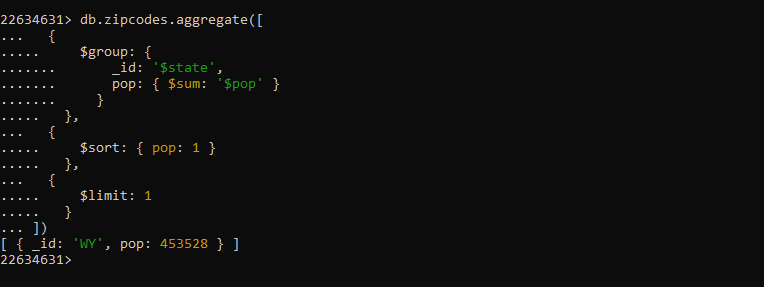 22634631> db.zipcodes.aggregate([
...   {
.....     $group: {
.......       _id: '$state',
.......       pop: { $sum: '$pop' }
.......     }
.....   },
...   {
.....     $sort: { pop: 1 }
.....   },
...   {
.....     $limit: 1
.....   }
... ])
[ { _id: 'WY', pop: 453528 } ]
22634631>